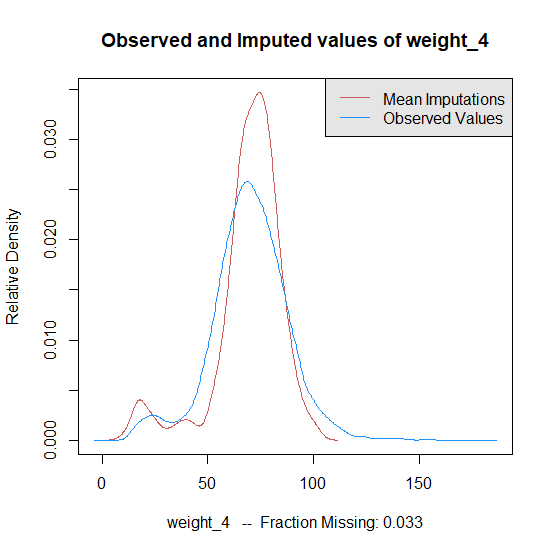 Observed and Imputed values of weight_4
Mean Imputations
Observed Values
Relative Density
0.030
0.020
0.010
0.000
0
50
100
150
weight_4 -- Fraction Missing: 0.033